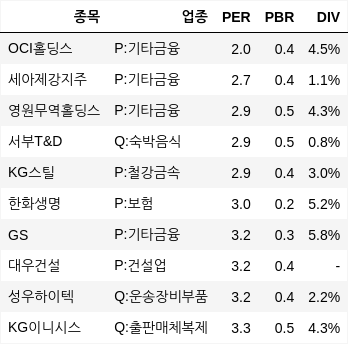 종목 업종 PER PBR DIV
OCI홀딩스 P:기타금융 2.0 0.4 4.5%
세아제강지주 P:기타금융 2.7 0.4 1.1%
영원무역홀딩스 P:기타금융 2.9 0.5 4.3%
서부T&D Q:숙박음식 2.9 0.5 0.8%
KG스틸 P:철강금속 2.9 0.4 3.0%
한화생명 P:보험 3.0 0.2 5.2%
GS P:기타금융 3.2 0.3 5.8%
대우건설 P:건설업 3.2 0.4 -
성우하이텍 Q:운송장비부품 3.2 0.4 2.2%
KG이니시스 Q:출판매체복제 3.3 0.5 4.3%